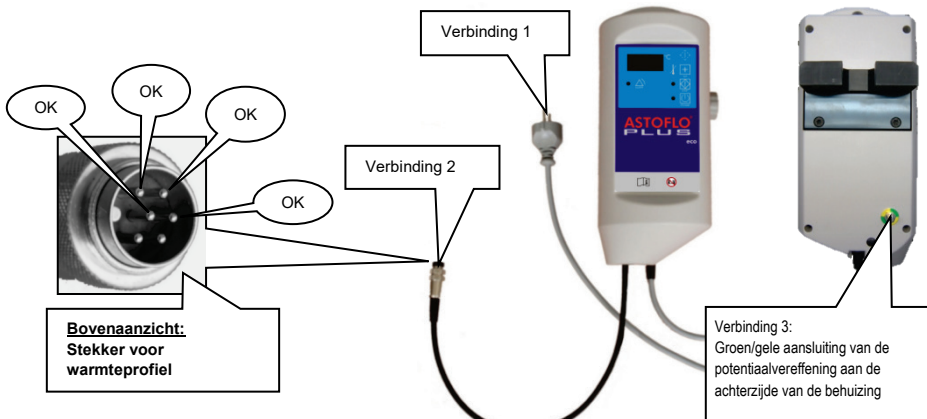 Verbinding 1
OK
OK
OK
Verbinding 2
OK
°C
ASTOFLO®
PLUS
eco
Bovenaanzicht:
Stekker voor
warmteprofiel
Verbinding 3:
Groen/gele aansluiting van de
potentiaalvereffening aan de
achterzijde van de behuizing